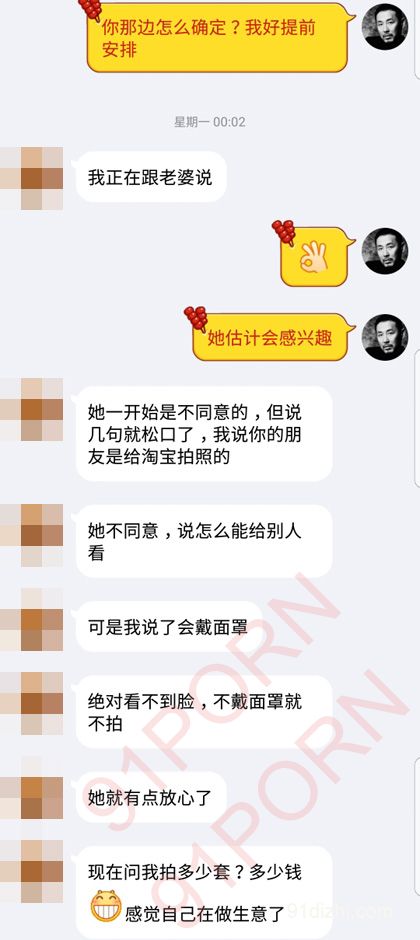 你那边怎么确定？我好提前
安排
星期一 00:02
我正在跟老婆说
她估计会感兴趣
她一开始是不同意的，但说
几句就松口了，我说你的朋
友是给淘宝拍照的
她不同意，说怎么能给别人
看
可是我说了会戴面罩
绝对看不到脸，不戴面罩就
不拍
她就有点放心了
现在问我拍多少套？多少钱
感觉自己在做生意了
91PORN
91PORN
91dizhi.com